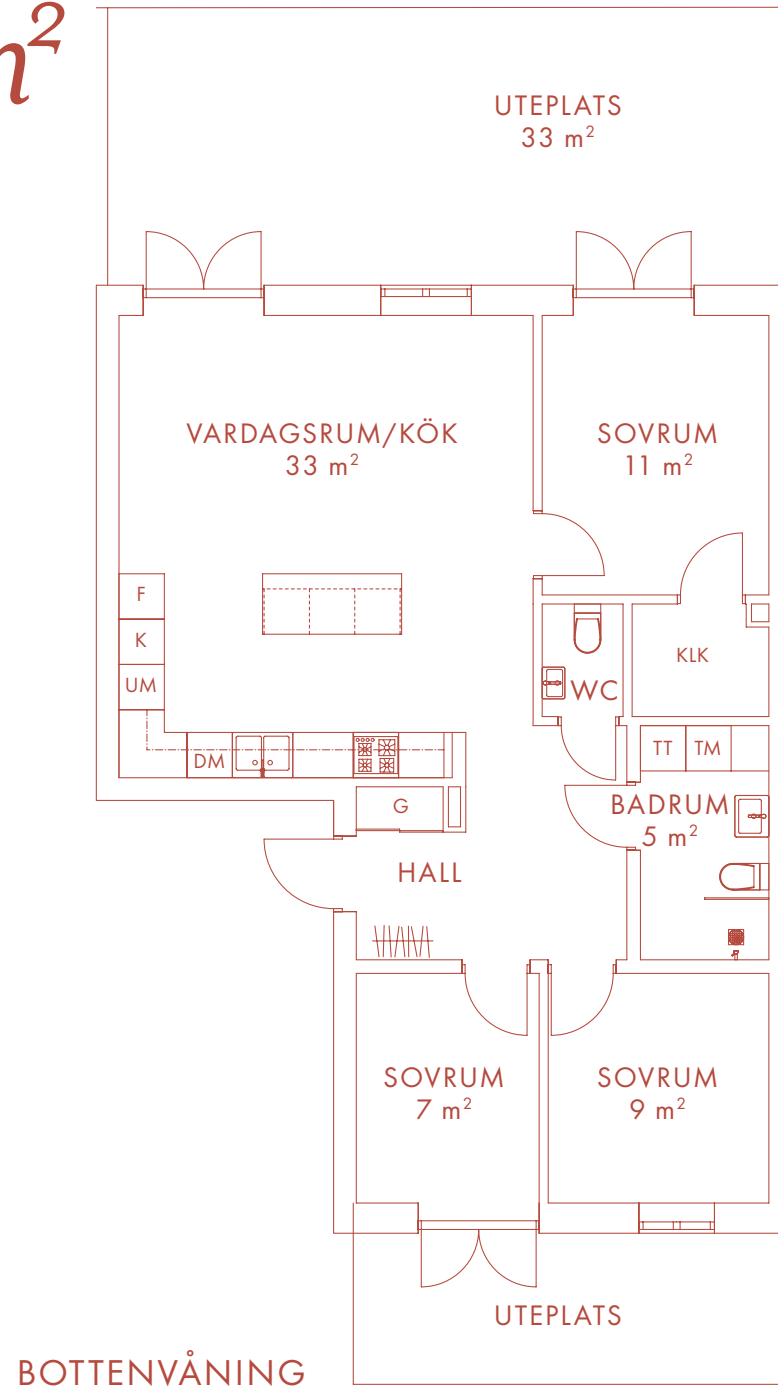 m²
UTEPLATS
33 m²
VARDAGSRUM/KÖK
33 m²
SOVRUM
11 m²
F
K
UM
KLK
WC
DM
TT
TM
G
BADRUM
5 m²
HALL
SOVRUM
7 m²
SOVRUM
9 m²
UTEPLATS
BOTTENVÅNING